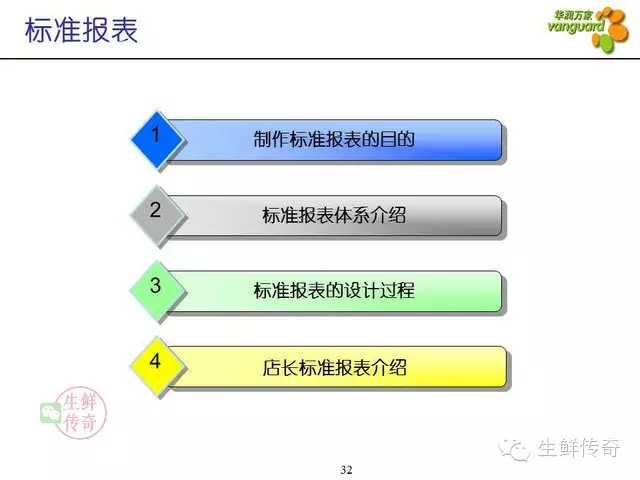 标准报表
华润万家
vanguard
1
制作标准报表的目的
2
标准报表体系介绍
3
标准报表的设计过程
4
店长标准报表介绍
生鲜
传奇
生鲜传奇
32